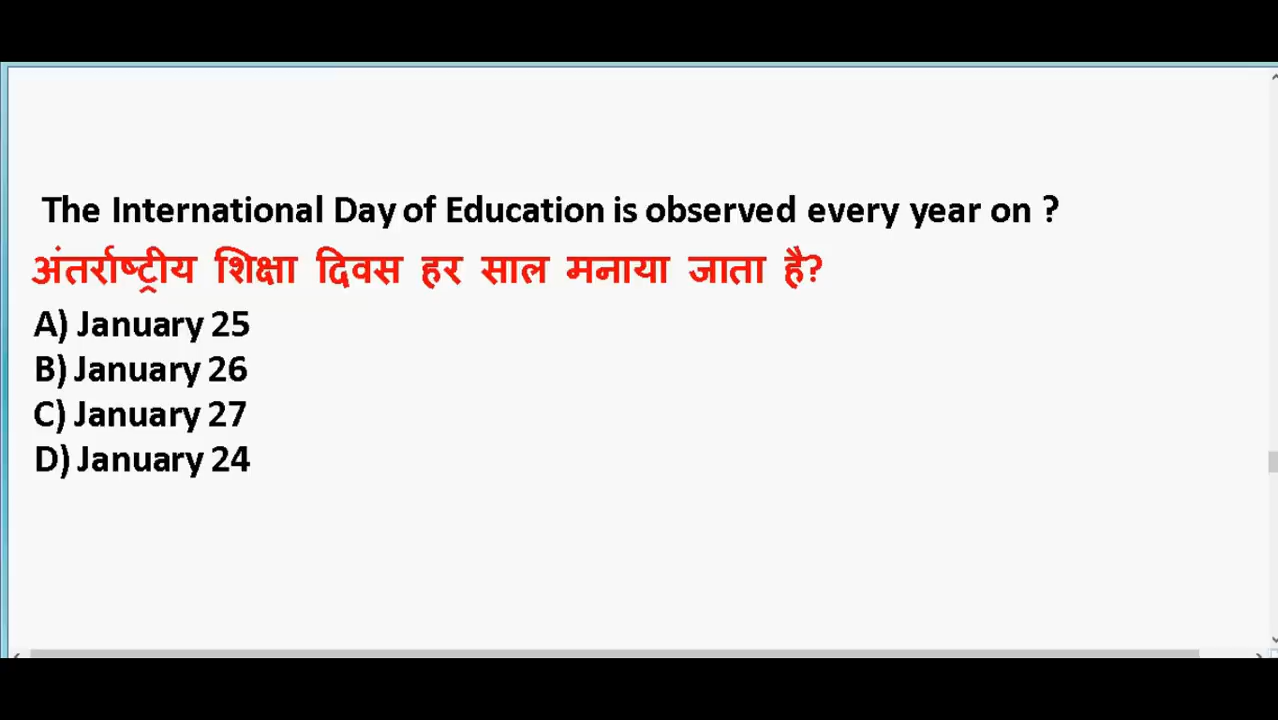 The International Day of Education is observed every year on ?
अंतर्राष्ट्रीय शिक्षा दिवस हर साल मनाया जाता है?
A) January 25
B) January 26
C) January 27
D) January 24